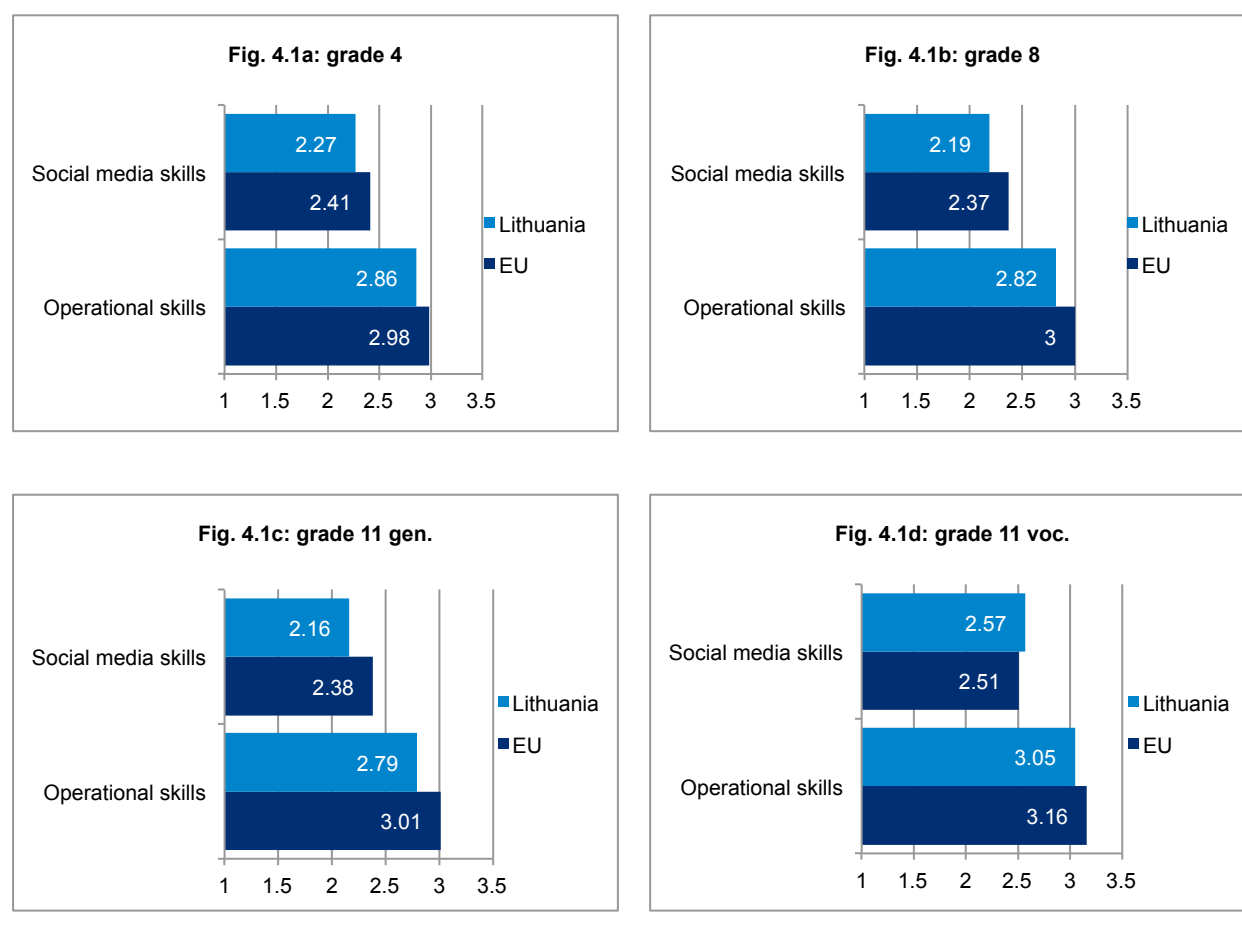 Fig. 4.1a: grade 4
Social media skills
2.27
2.41
Operational skills
2.86
2.98
Lithuania
EU
1 1.5 2 2.5 3 3.5
Fig. 4.1b: grade 8
Social media skills
2.19
2.37
Operational skills
2.82
3
Lithuania
EU
1 1.5 2 2.5 3 3.5
Fig. 4.1c: grade 11 gen.
Social media skills
2.16
2.38
Operational skills
2.79
3.01
Lithuania
EU
1 1.5 2 2.5 3 3.5
Fig. 4.1d: grade 11 voc.
Social media skills
2.57
2.51
Operational skills
3.05
3.16
Lithuania
EU
1 1.5 2 2.5 3 3.5